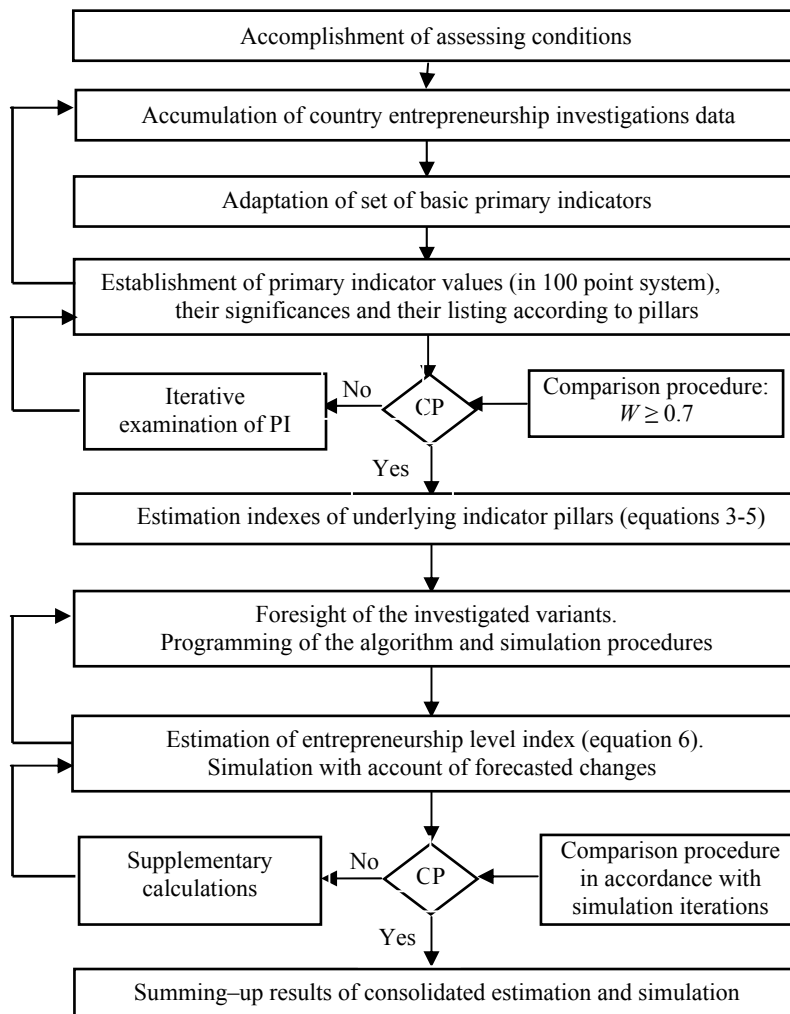 Accomplishment of assessing conditions
Accumulation of country entrepreneurship investigations data
Adaptation of set of basic primary indicators
Establishment of primary indicator values (in 100 point system),
their significances and their listing according to pillars
Iterative
examination of PI
No
CP
Comparison procedure:
W ≥ 0.7
Yes
Estimation indexes of underlying indicator pillars (equations 3-5)
Foresight of the investigated variants.
Programming of the algorithm and simulation procedures
Estimation of entrepreneurship level index (equation 6).
Simulation with account of forecasted changes
Supplementary
calculations
No
CP
Comparison procedure
in accordance with
simulation iterations
Yes
Summing–up results of consolidated estimation and simulation